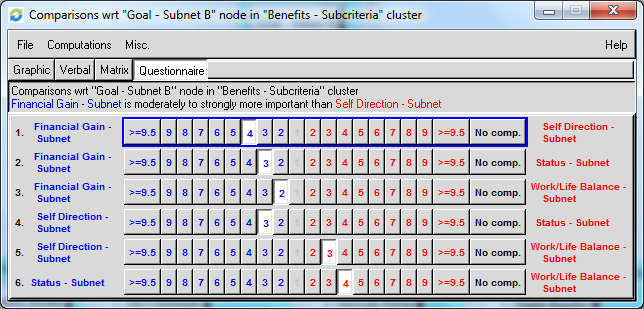 Comparisons wrt "Goal - Subnet B" node in "Benefits - Subcriteria" cluster
File Computations Misc. Help
Graphic Verbal Matrix Questionnaire
Comparisons wrt "Goal - Subnet B" node in "Benefits - Subcriteria" cluster
Financial Gain - Subnet is moderately to strongly more important than Self Direction - Subnet
1. Financial Gain - Subnet >=9.5 9 8 7 6 5 4 3 2 1 2 3 4 5 6 7 8 9 >=9.5 No comp. Self Direction - Subnet
2. Financial Gain - Subnet >=9.5 9 8 7 6 5 4 3 2 1 2 3 4 5 6 7 8 9 >=9.5 No comp. Status - Subnet
3. Financial Gain - Subnet >=9.5 9 8 7 6 5 4 3 2 1 2 3 4 5 6 7 8 9 >=9.5 No comp. Work/Life Balance - Subnet
4. Self Direction - Subnet >=9.5 9 8 7 6 5 4 3 2 1 2 3 4 5 6 7 8 9 >=9.5 No comp. Status - Subnet
5. Self Direction - Subnet >=9.5 9 8 7 6 5 4 3 2 1 2 3 4 5 6 7 8 9 >=9.5 No comp. Work/Life Balance - Subnet
6. Status - Subnet >=9.5 9 8 7 6 5 4 3 2 1 2 3 4 5 6 7 8 9 >=9.5 No comp. Work/Life Balance - Subnet